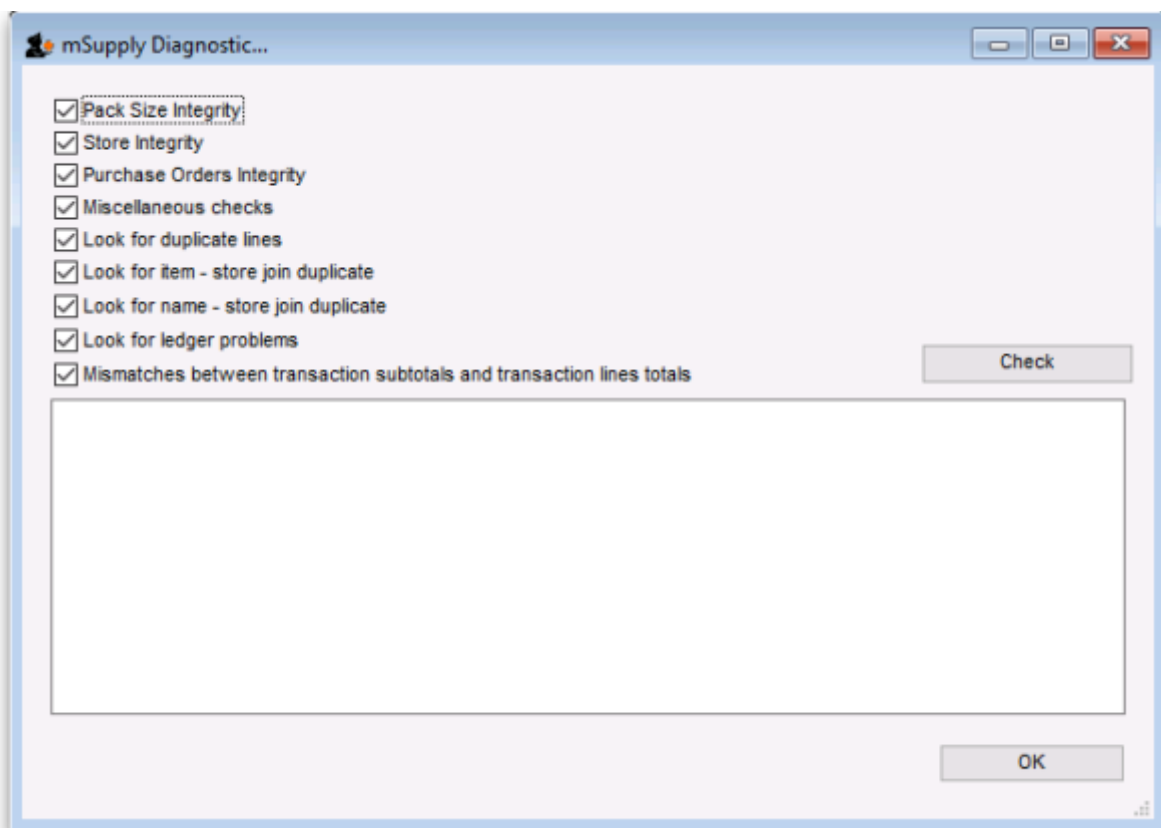 mSupply Diagnostic...
Pack Size Integrity
Store Integrity
Purchase Orders Integrity
Miscellaneous checks
Look for duplicate lines
Look for item - store join duplicate
Look for name - store join duplicate
Look for ledger problems
Check
Mismatches between transaction subtotals and transaction lines totals
OK